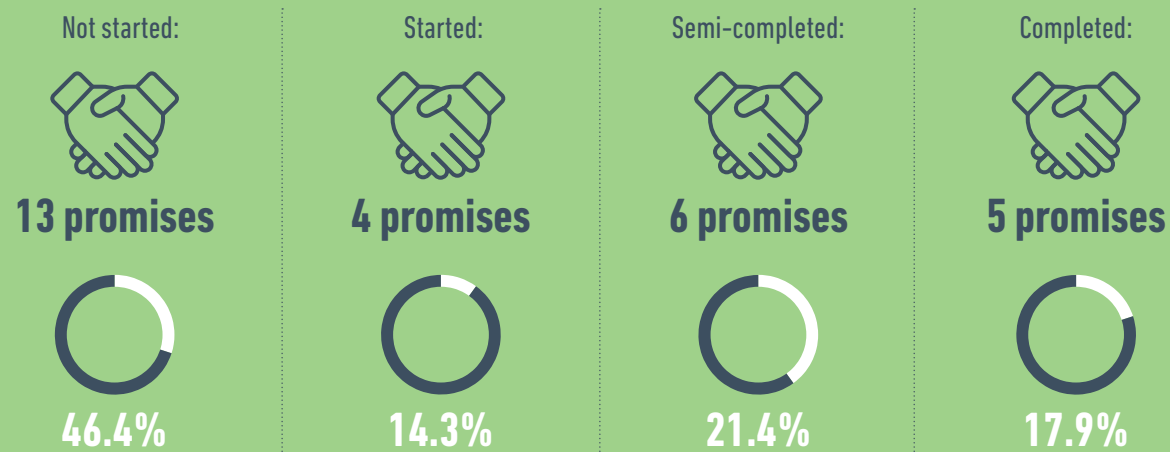 Not started:
Started:
Semi-completed:
Completed:
13 promises
4 promises
6 promises
5 promises
46.4%
14.3%
21.4%
17.9%